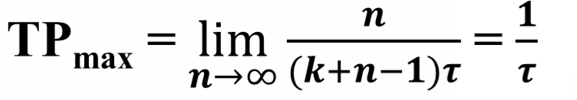 TPmax = lim n→∞ n / (k+n−1)τ = 1 / τ